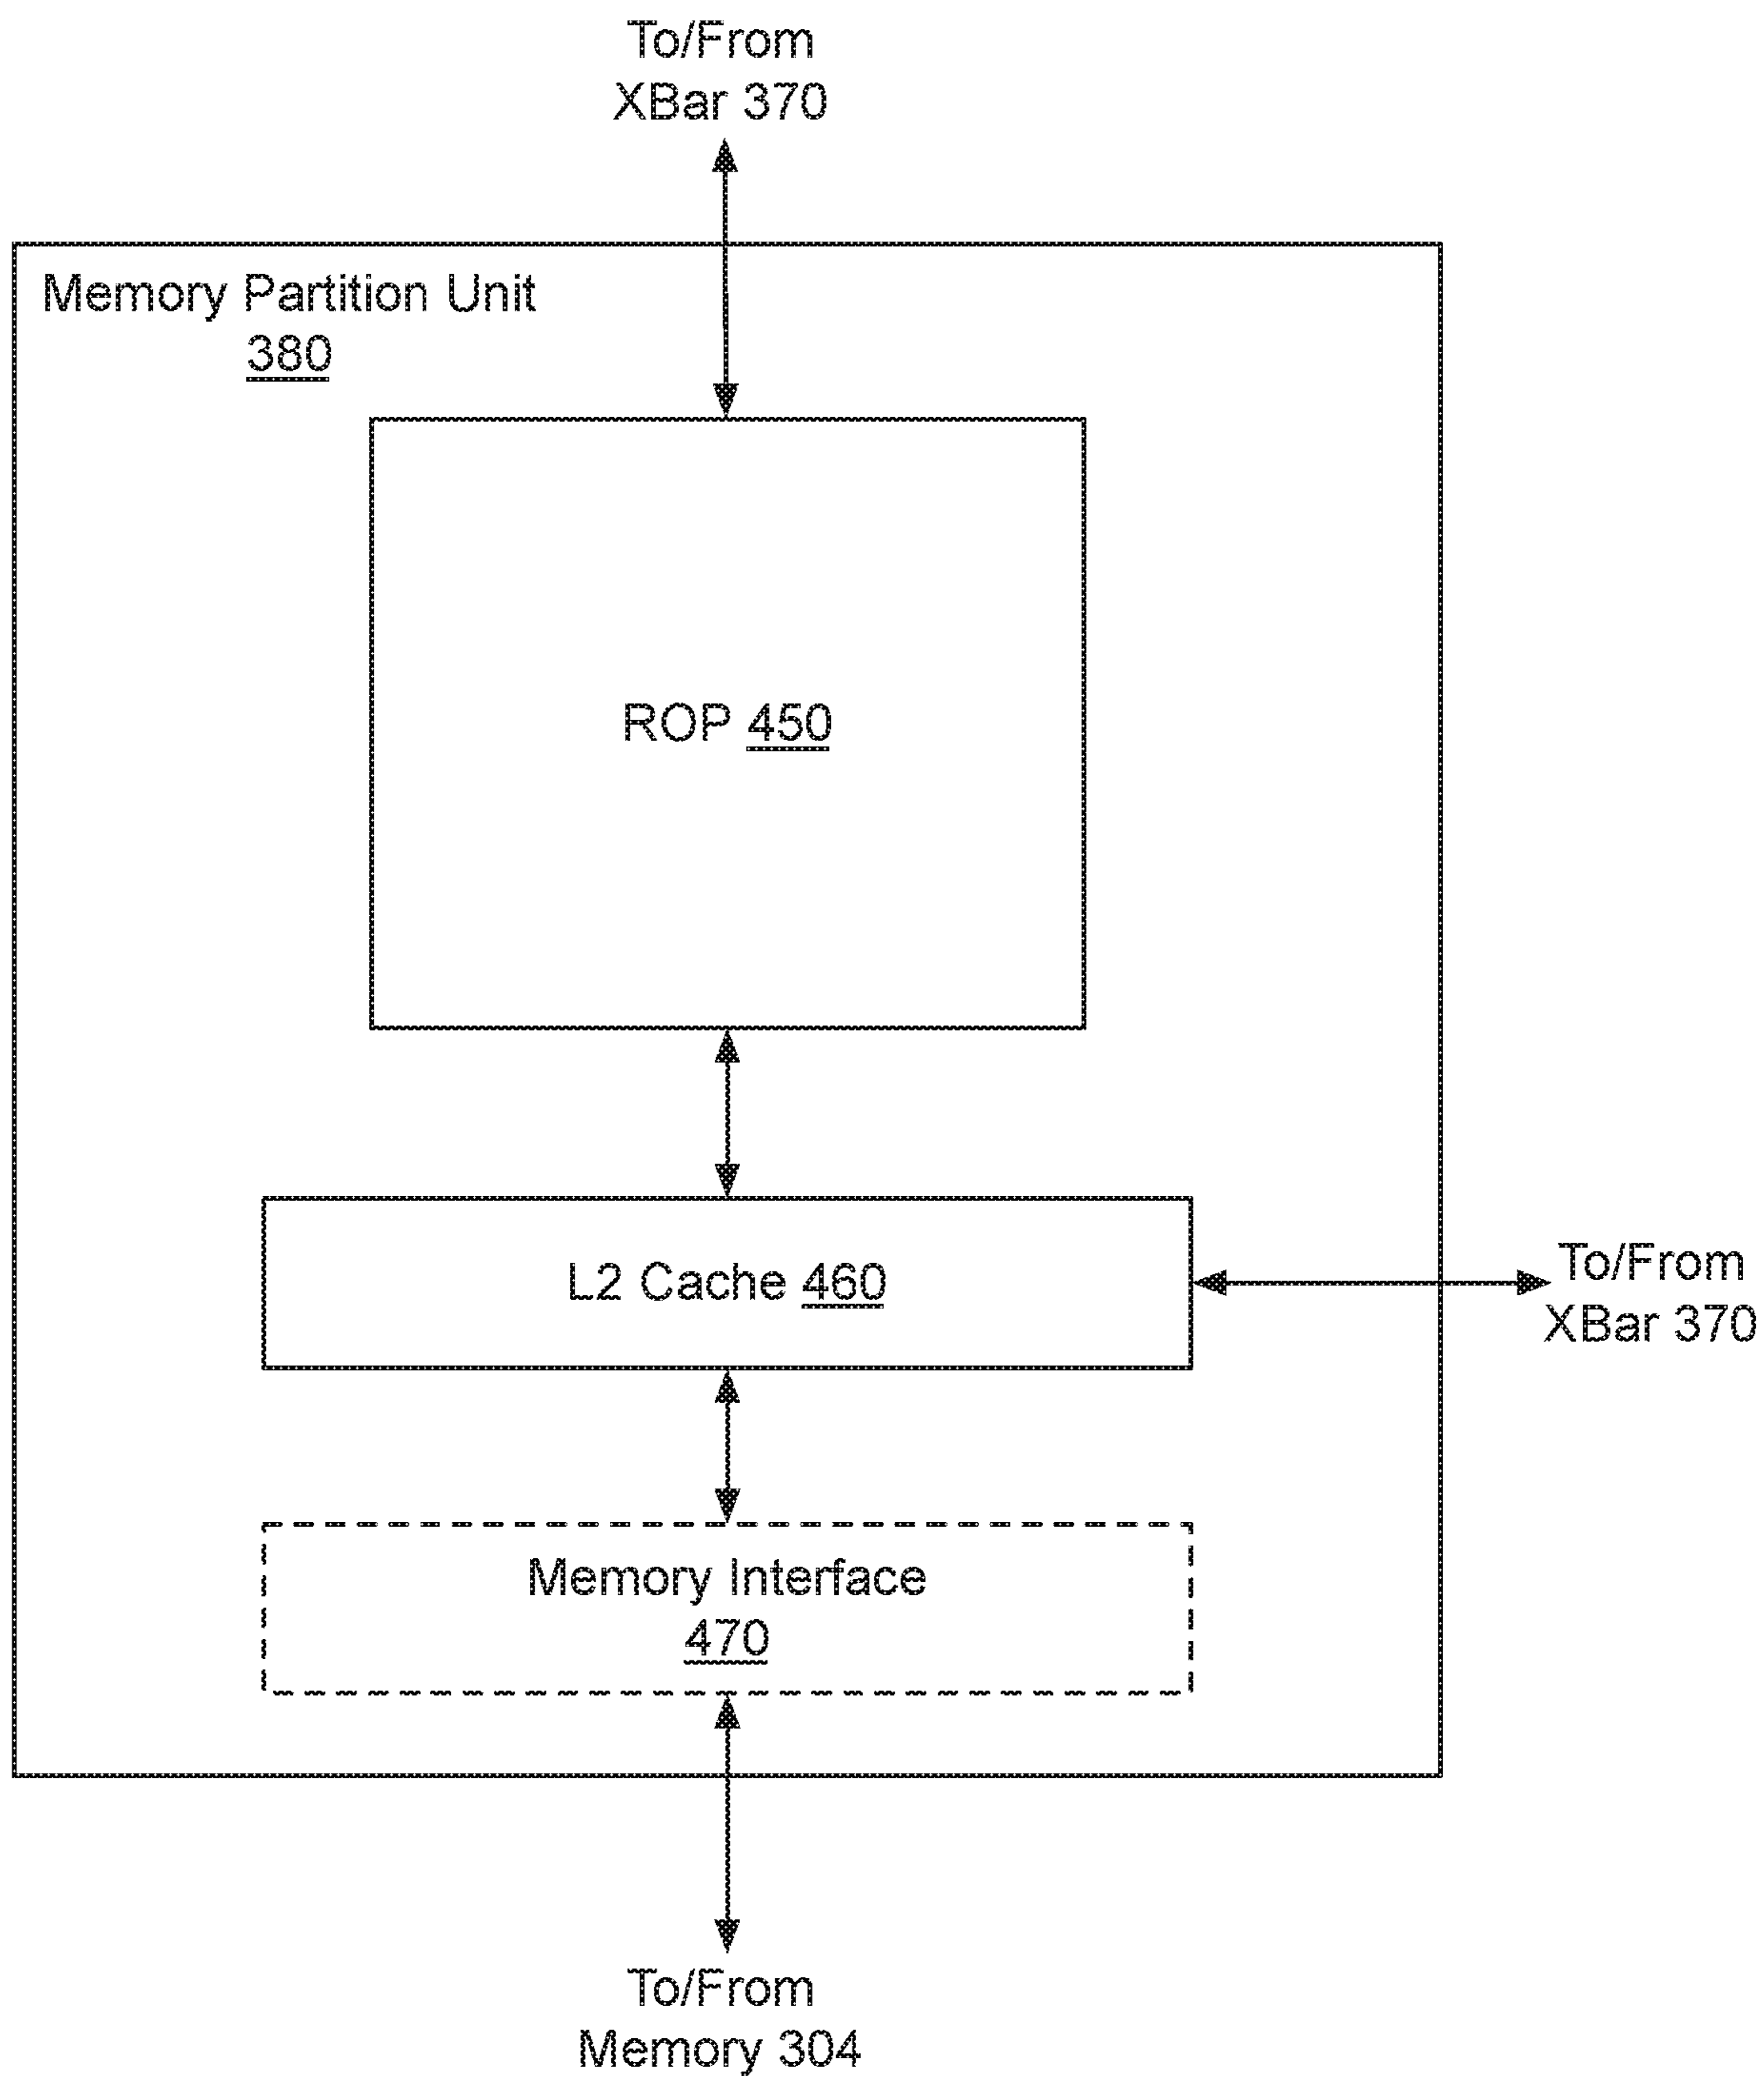 To/From
XBar 370
Memory Partition Unit
380
ROP 450
L2 Cache 460
To/From
XBar 370
Memory Interface
470
To/From
Memory 304